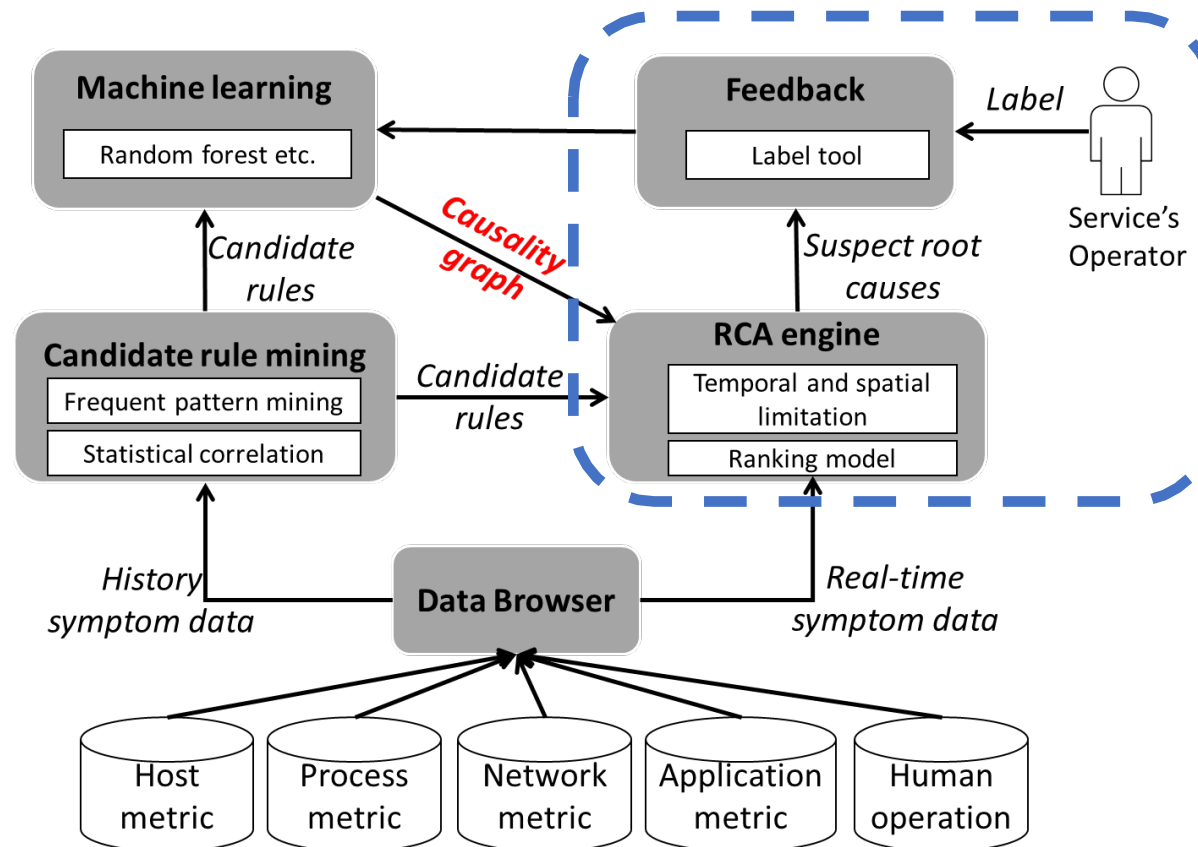 Machine learning
Random forest etc.
Feedback
Label tool
Label
Service's
Operator
Causality
graph
Candidate
rules
Suspect root
causes
Candidate rule mining
Frequent pattern mining
Statistical correlation
Candidate
rules
RCA engine
Temporal and spatial
limitation
Ranking model
History
symptom data
Data Browser
Real-time
symptom data
Host
metric
Process
metric
Network
metric
Application
metric
Human
operation